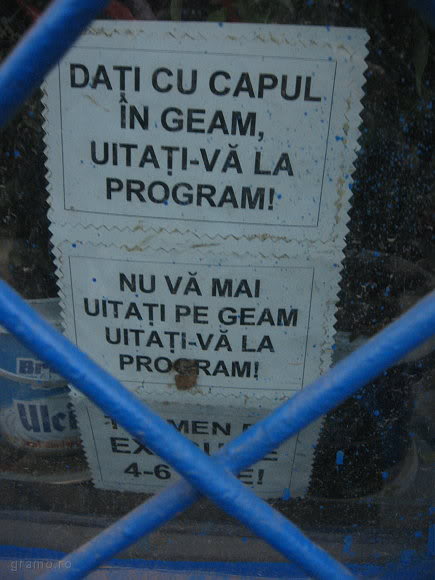 DAȚI CU CAPUL
ÎN GEAM,
UITAȚI-VĂ LA
PROGRAM!
NU VĂ MAI
UITAȚI PE GEAM
UITAȚI-VĂ LA
PROGRAM!
TERMEN
4-6
gramo.ro